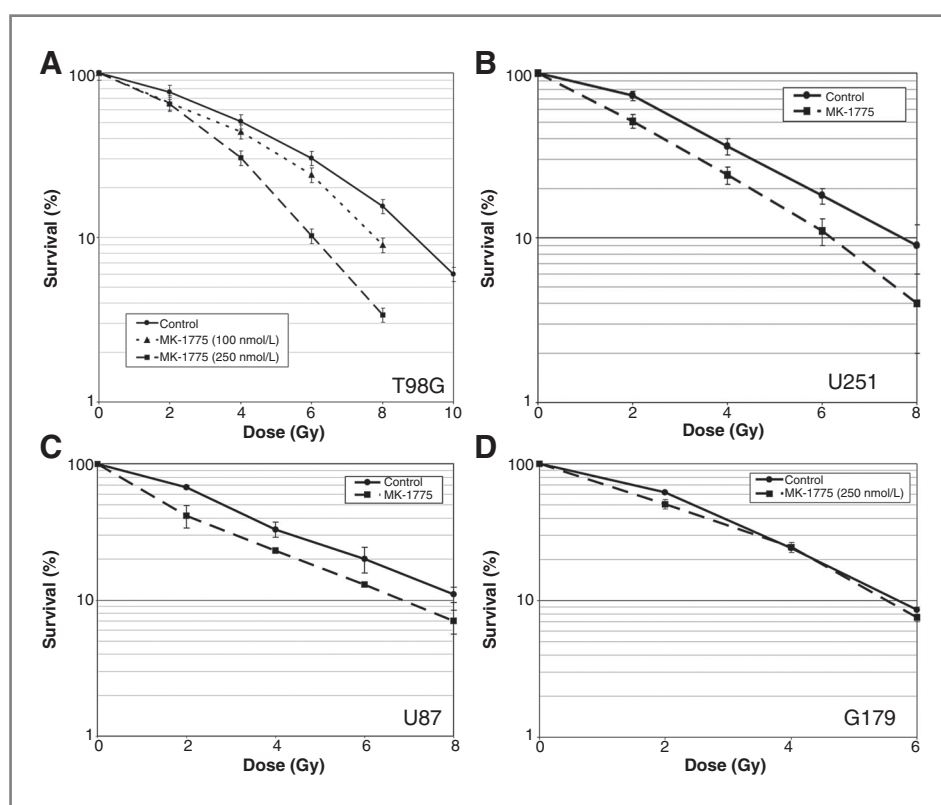 A
Survival (%)
100
10
1
Control
MK-1775 (100 nmol/L)
MK-1775 (250 nmol/L)
T98G
0 2 4 6 8 10
Dose (Gy)
B
Survival (%)
100
10
1
Control
MK-1775
U251
0 2 4 6 8
Dose (Gy)
C
Survival (%)
100
10
1
Control
MK-1775
U87
0 2 4 6 8
Dose (Gy)
D
Survival (%)
100
10
1
Control
MK-1775 (250 nmol/L)
G179
0 2 4 6
Dose (Gy)